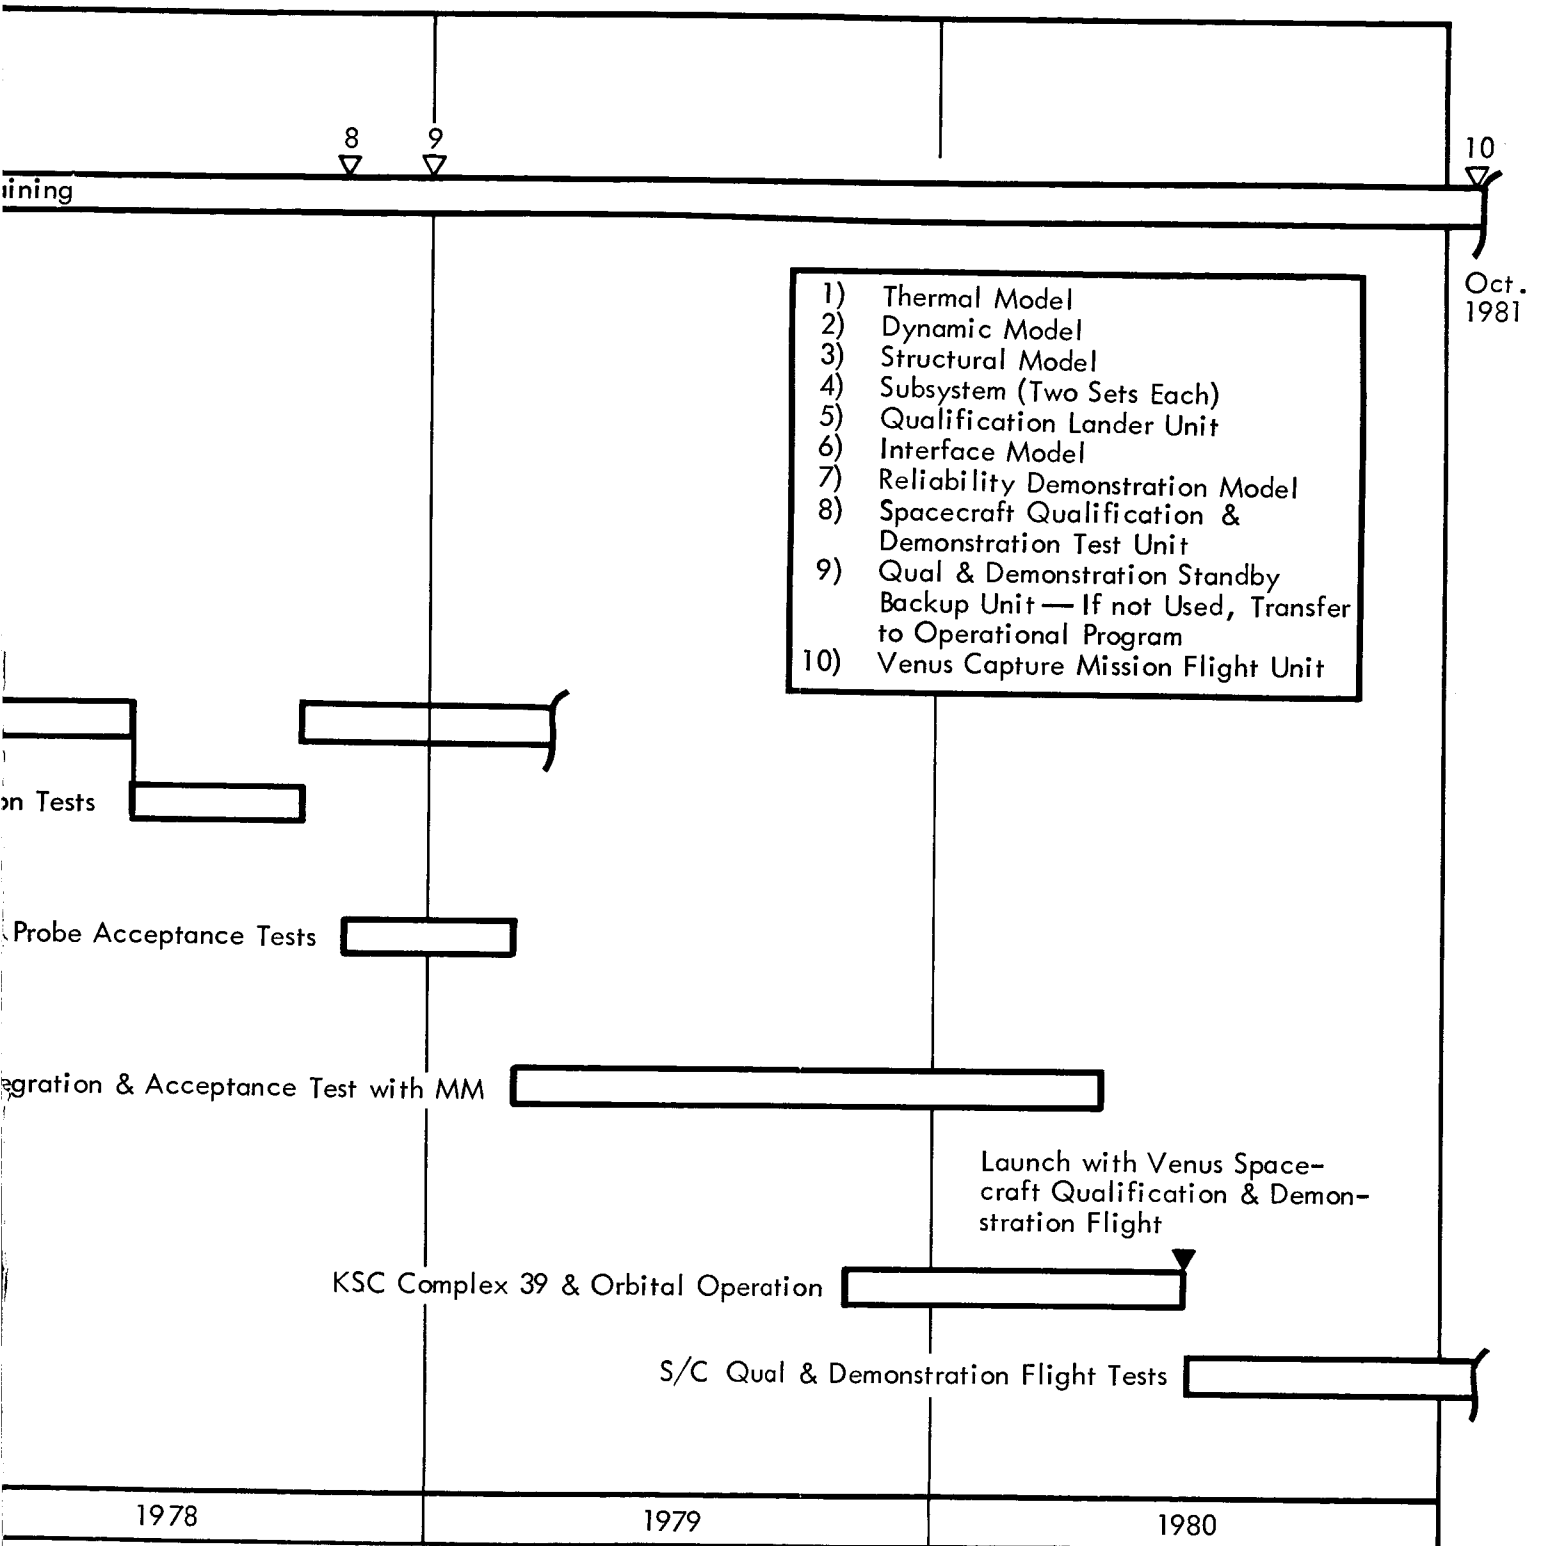 8
9
10
Oct.
1981
1) Thermal Model
2) Dynamic Model
3) Structural Model
4) Subsystem (Two Sets Each)
5) Qualification Lander Unit
6) Interface Model
7) Reliability Demonstration Model
8) Spacecraft Qualification &
Demonstration Test Unit
9) Qual & Demonstration Standby
Backup Unit — If not Used, Transfer
to Operational Program
10) Venus Capture Mission Flight Unit
Tests
Probe Acceptance Tests
& Acceptance Test with MM
Launch with Venus Space-
craft Qualification & Demon-
stration Flight
KSC Complex 39 & Orbital Operation
S/C Qual & Demonstration Flight Tests
1978
1979
1980